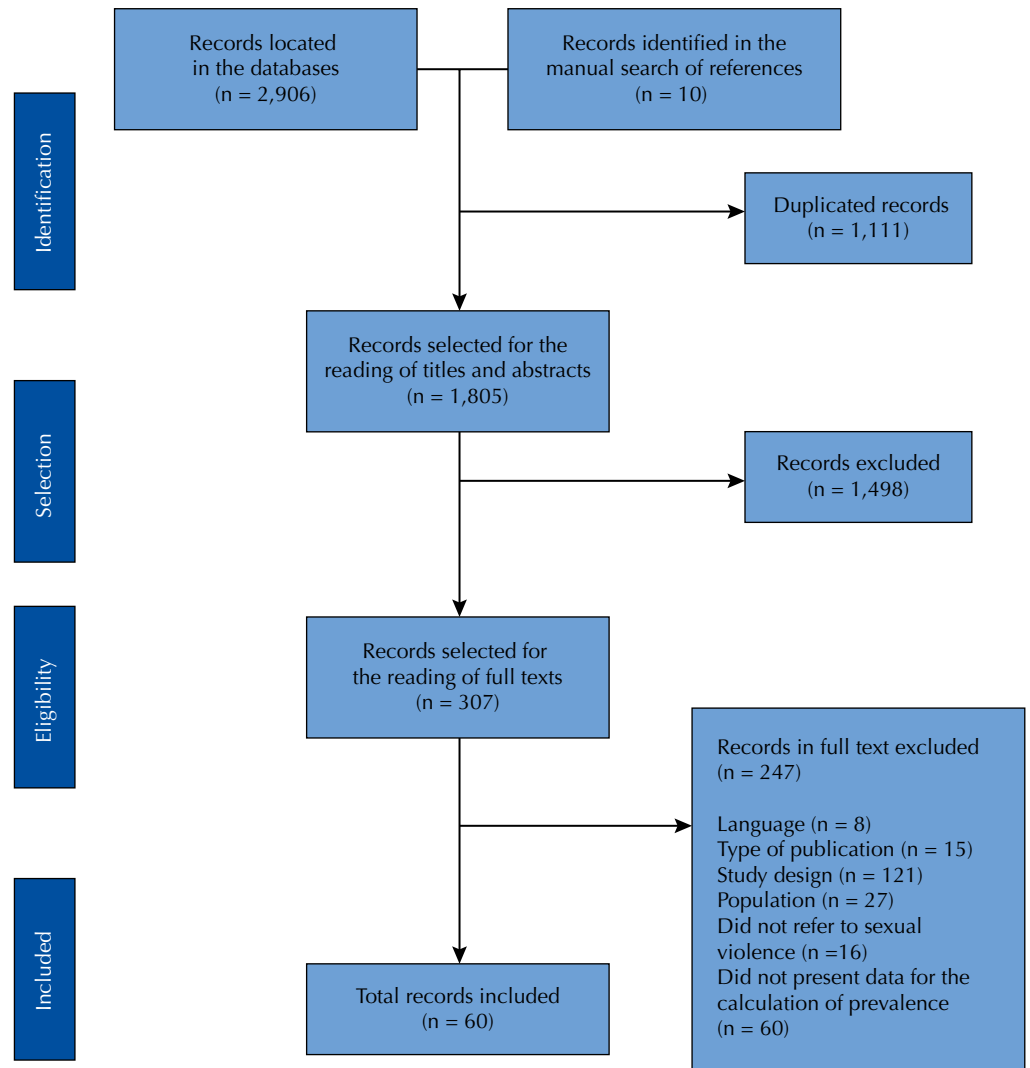 Records located
in the databases
(n = 2,906)
Records identified in the
manual search of references
(n = 10)
Identification
Duplicated records
(n = 1,111)
Records selected for the
reading of titles and abstracts
(n = 1,805)
Selection
Records excluded
(n = 1,498)
Eligibility
Records selected for
the reading of full texts
(n = 307)
Records in full text excluded
(n = 247)
Language (n = 8)
Type of publication (n = 15)
Study design (n = 121)
Population (n = 27)
Did not refer to sexual
violence (n =16)
Did not present data for the
calculation of prevalence
(n = 60)
Included
Total records included
(n = 60)